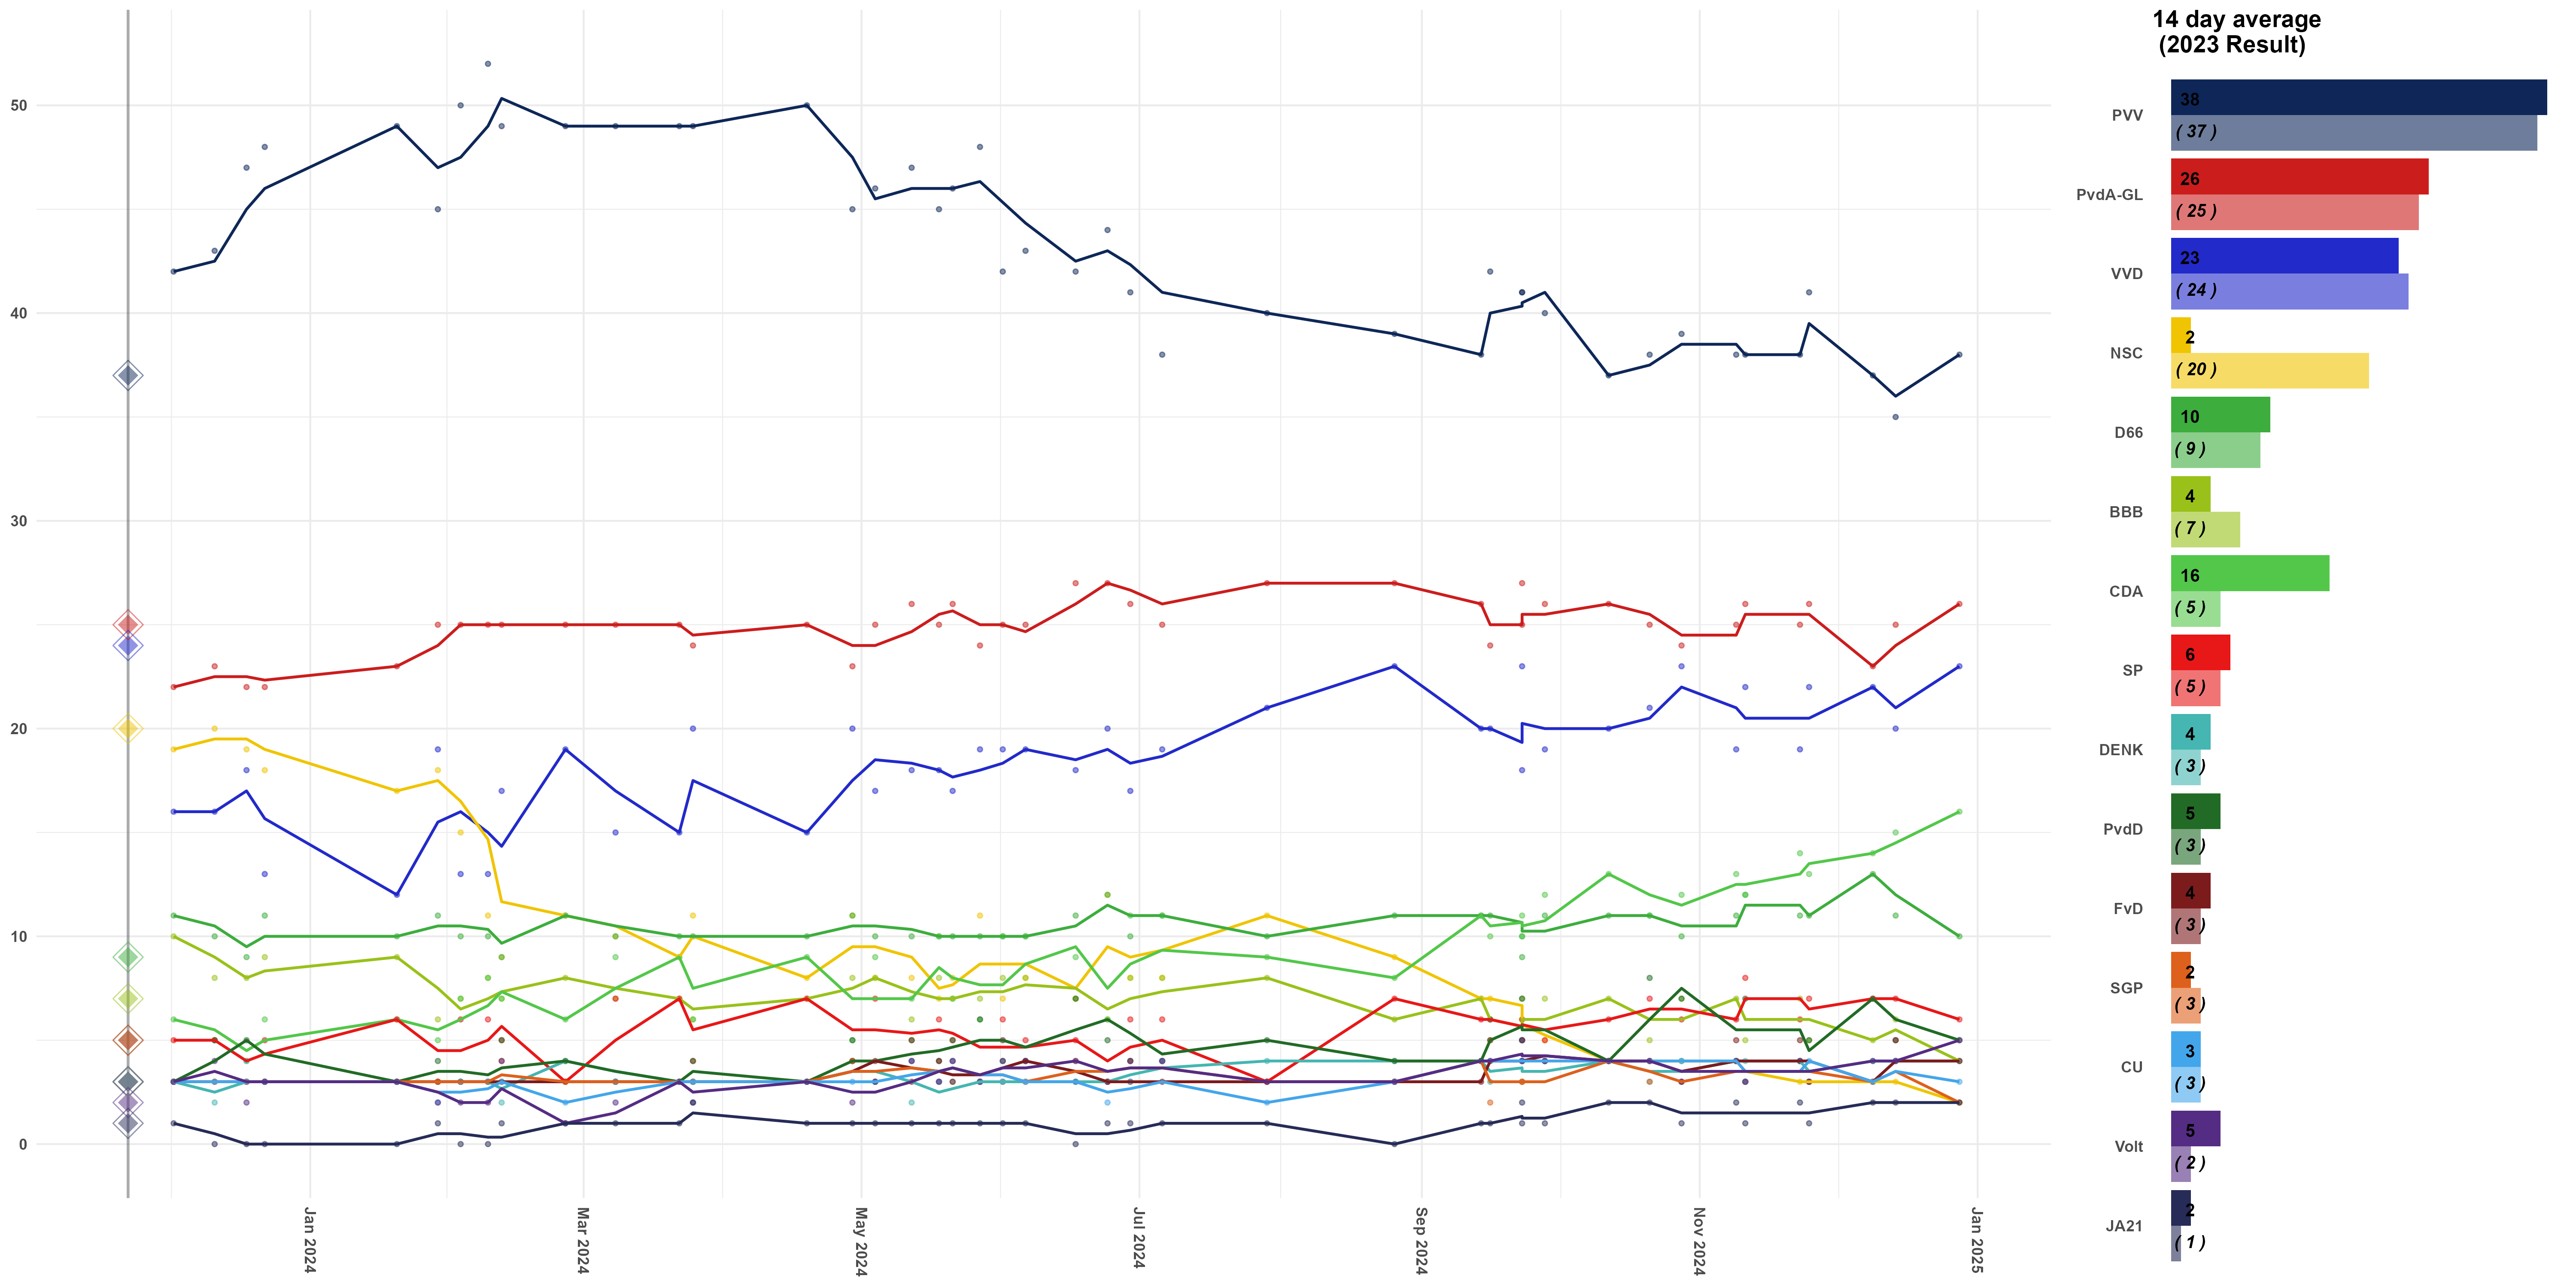 14 day average
(2023 Result)
50
40
30
20
10
0
Jan 2024
Mar 2024
May 2024
Jul 2024
Sep 2024
Nov 2024
Jan 2025
PVV
38
( 37 )
PvdA-GL
26
( 25 )
VVD
23
( 24 )
NSC
2
( 20 )
D66
10
( 9 )
BBB
4
( 7 )
CDA
16
( 5 )
SP
6
( 5 )
DENK
4
( 3 )
PvdD
5
( 3 )
FvD
4
( 3 )
SGP
2
( 3 )
CU
3
( 3 )
Volt
5
( 2 )
JA21
2
( 1 )